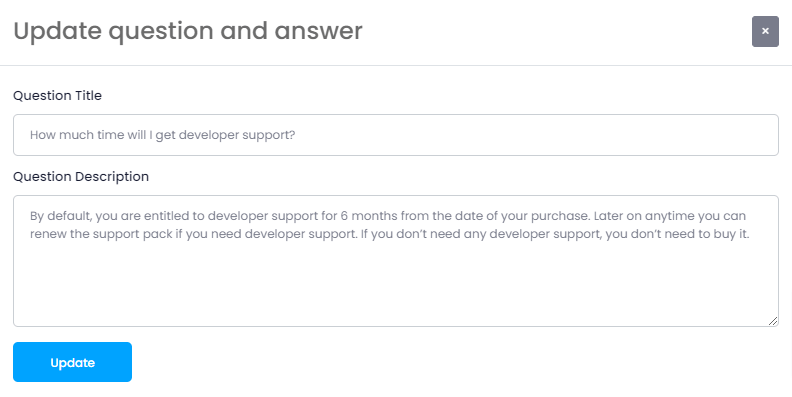 Update question and answer
×
Question Title
How much time will I get developer support?
Question Description
By default, you are entitled to developer support for 6 months from the date of your purchase. Later on anytime you can
renew the support pack if you need developer support. If you don’t need any developer support, you don’t need to buy it.
Update